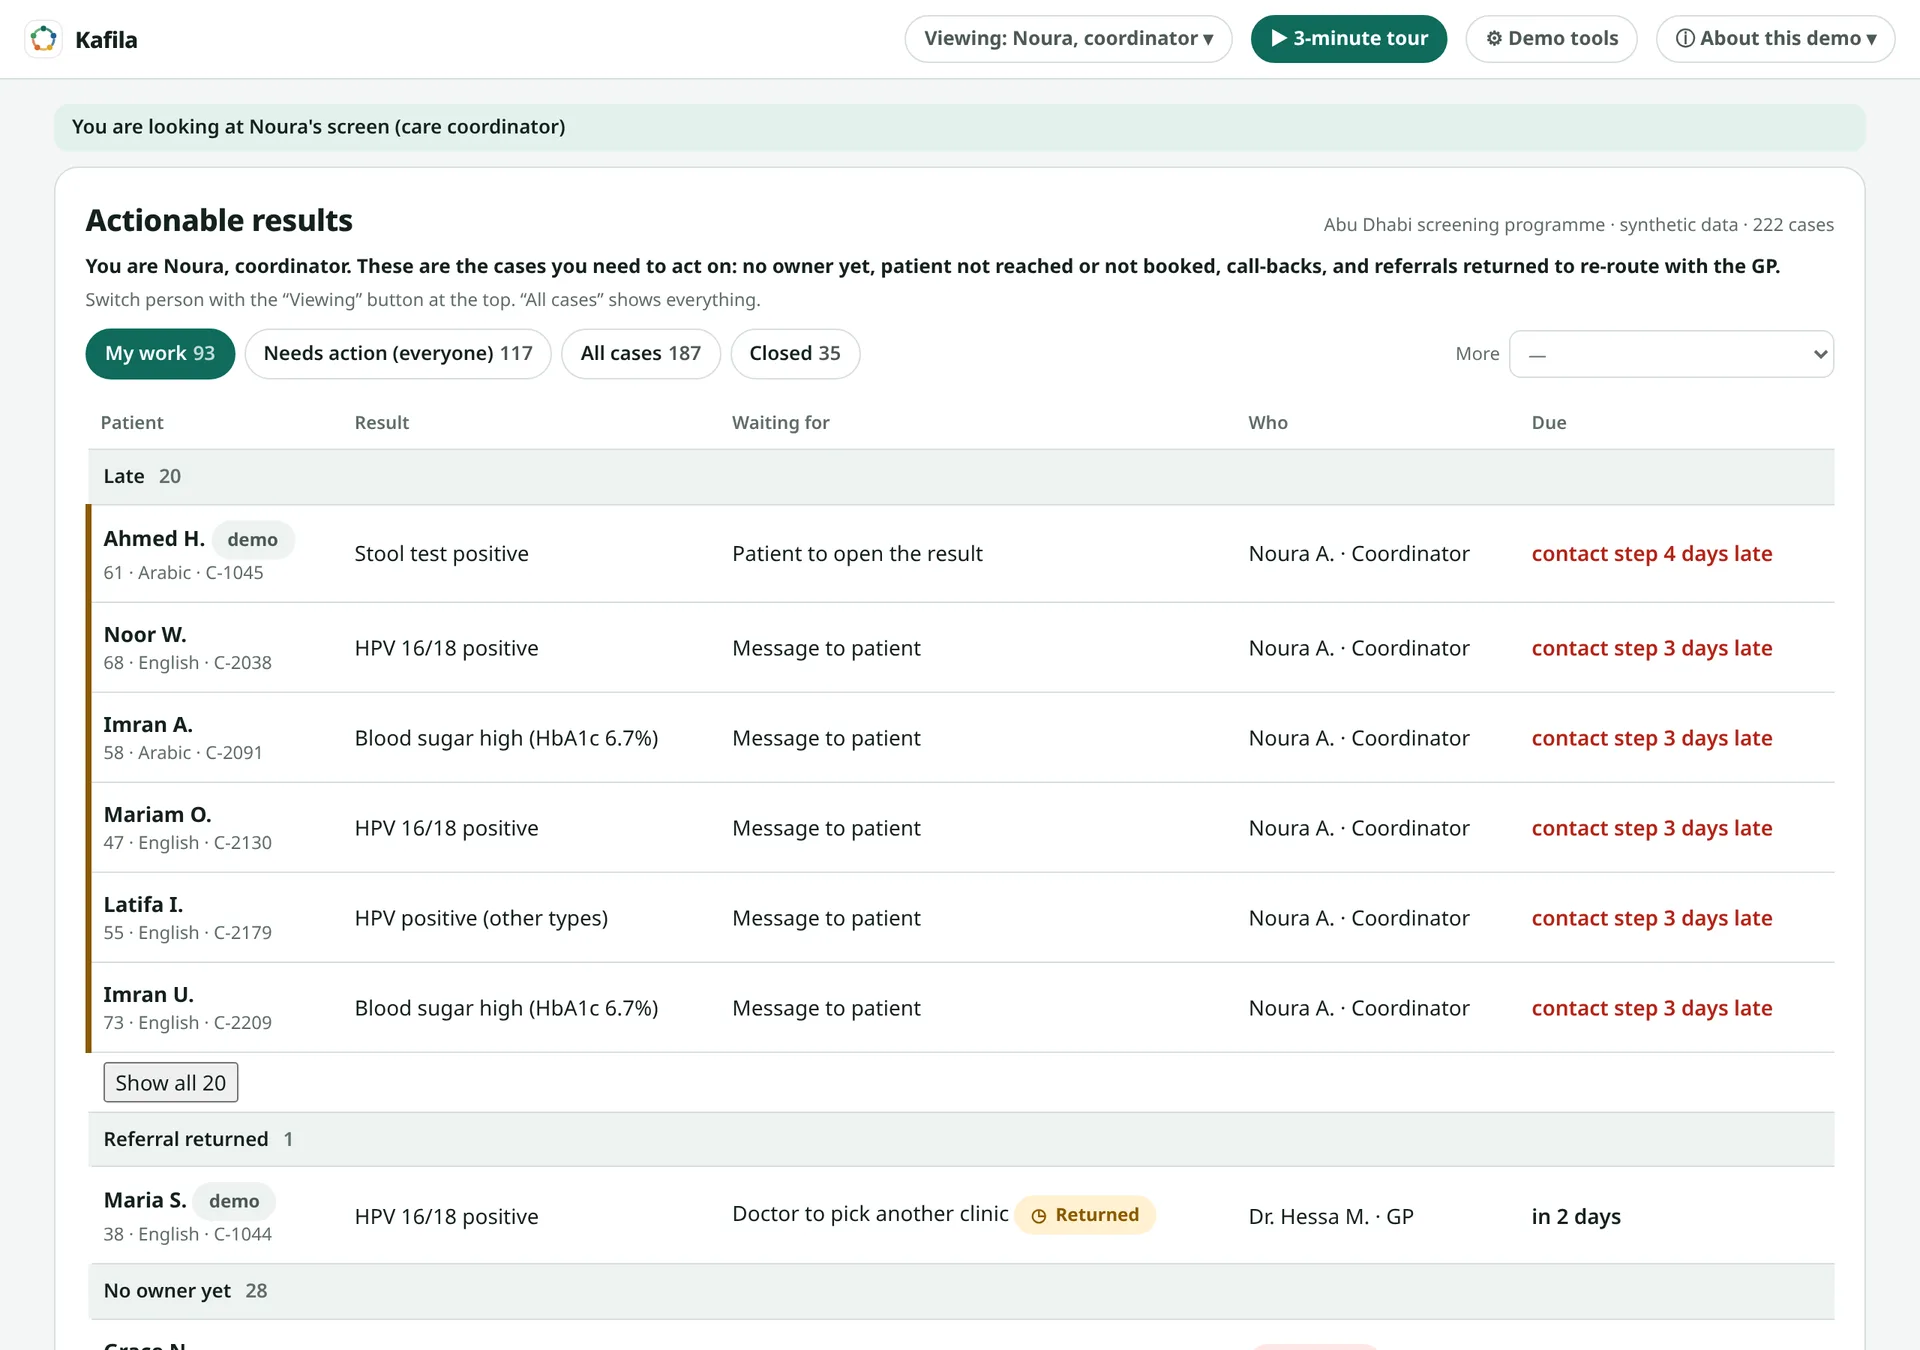 Kafila
Viewing: Noura, coordinator ▾
▶ 3-minute tour
⚙ Demo tools
ⓘ About this demo ▾
You are looking at Noura's screen (care coordinator)
Actionable results
Abu Dhabi screening programme · synthetic data · 222 cases
You are Noura, coordinator. These are the cases you need to act on: no owner yet, patient not reached or not booked, call-backs, and referrals returned to re-route with the GP.
Switch person with the “Viewing” button at the top. “All cases” shows everything.
My work 93
Needs action (everyone) 117
All cases 187
Closed 35
More
—
Patient Result Waiting for Who Due
Late 20
Ahmed H. demo
61 · Arabic · C-1045
Stool test positive
Patient to open the result
Noura A. · Coordinator
contact step 4 days late
Noor W.
68 · English · C-2038
HPV 16/18 positive
Message to patient
Noura A. · Coordinator
contact step 3 days late
Imran A.
58 · Arabic · C-2091
Blood sugar high (HbA1c 6.7%)
Message to patient
Noura A. · Coordinator
contact step 3 days late
Mariam O.
47 · English · C-2130
HPV 16/18 positive
Message to patient
Noura A. · Coordinator
contact step 3 days late
Latifa I.
55 · English · C-2179
HPV positive (other types)
Message to patient
Noura A. · Coordinator
contact step 3 days late
Imran U.
73 · English · C-2209
Blood sugar high (HbA1c 6.7%)
Message to patient
Noura A. · Coordinator
contact step 3 days late
Show all 20
Referral returned 1
Maria S. demo
38 · English · C-1044
HPV 16/18 positive
Doctor to pick another clinic
Returned
Dr. Hessa M. · GP
in 2 days
No owner yet 28